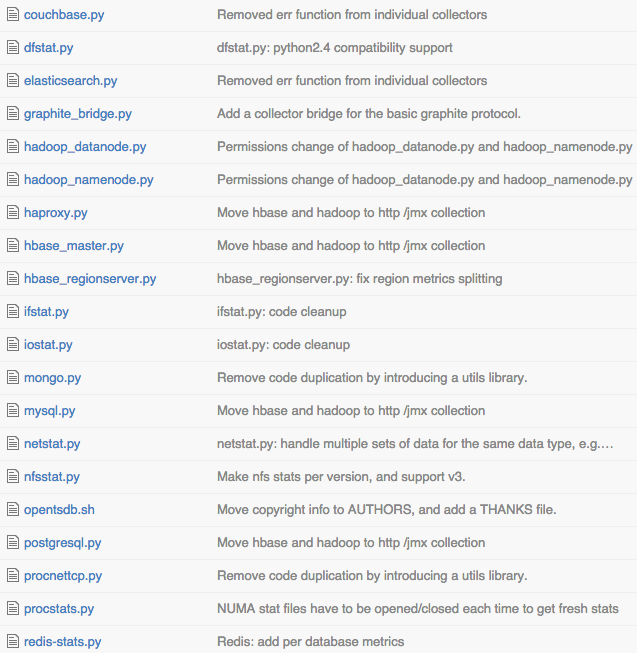 couchbase.py Removed err function from individual collectors
dfstat.py dfstat.py: python2.4 compatibility support
elasticsearch.py Removed err function from individual collectors
graphite_bridge.py Add a collector bridge for the basic graphite protocol.
hadoop_datanode.py Permissions change of hadoop_datanode.py and hadoop_namenode.py
hadoop_namenode.py Permissions change of hadoop_datanode.py and hadoop_namenode.py
haproxy.py Move hbase and hadoop to http /jmx collection
hbase_master.py Move hbase and hadoop to http /jmx collection
hbase_regionserver.py hbase_regionserver.py: fix region metrics splitting
ifstat.py ifstat.py: code cleanup
iostat.py iostat.py: code cleanup
mongo.py Remove code duplication by introducing a utils library.
mysql.py Move hbase and hadoop to http /jmx collection
netstat.py netstat.py: handle multiple sets of data for the same data type, e.g.…
nfsstat.py Make nfs stats per version, and support v3.
opentsdb.sh Move copyright info to AUTHORS, and add a THANKS file.
postgresql.py Move hbase and hadoop to http /jmx collection
procnettcp.py Remove code duplication by introducing a utils library.
procstats.py NUMA stat files have to be opened/closed each time to get fresh stats
redis-stats.py Redis: add per database metrics